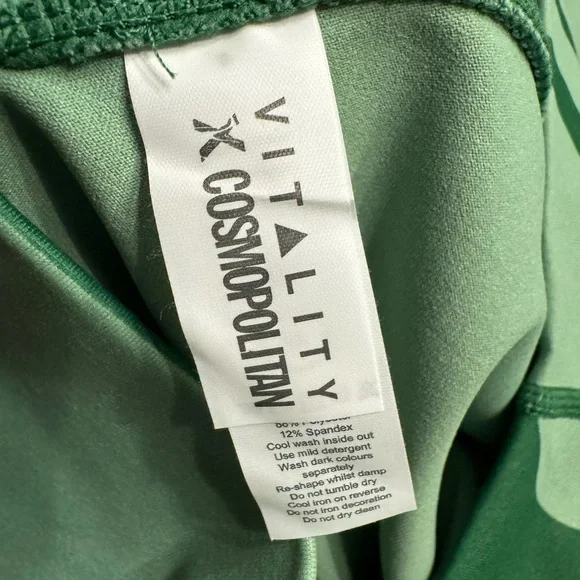 VITALITY
X COSMOPOLITAN
12% Spandex
Cool wash inside out
Use mild detergent
Wash dark colours
separately
Re-shape whilst damp
Do not tumble dry
Cool iron on reverse
Do not iron decoration
Do not dry clean